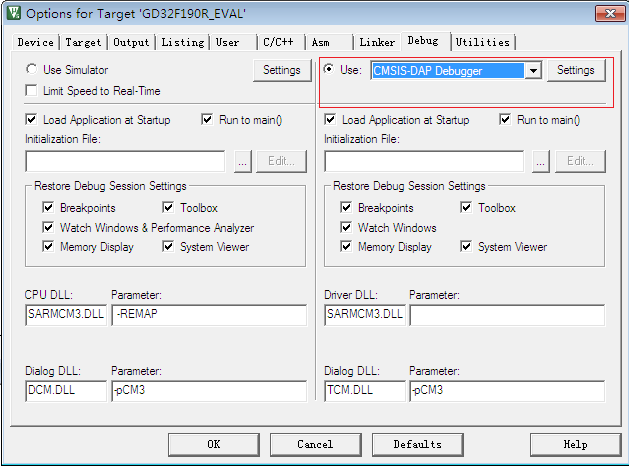 Options for Target 'GD32F190R_EVAL'
Device Target Output Listing User C/C++ Asm Linker Debug Utilities
Use Simulator Settings
Limit Speed to Real-Time
Use: CMSIS-DAP Debugger Settings
Load Application at Startup Run to main()
Initialization File:
... Edit...
Restore Debug Session Settings
Breakpoints Toolbox
Watch Windows & Performance Analyzer
Memory Display System Viewer
CPU DLL: Parameter:
SARMCM3.DLL -REMAP
Dialog DLL: Parameter:
DCM.DLL -pCM3
Load Application at Startup Run to main()
Initialization File:
... Edit...
Restore Debug Session Settings
Breakpoints Toolbox
Watch Windows
Memory Display System Viewer
Driver DLL: Parameter:
SARMCM3.DLL
Dialog DLL: Parameter:
TCM.DLL -pCM3
OK Cancel Defaults Help